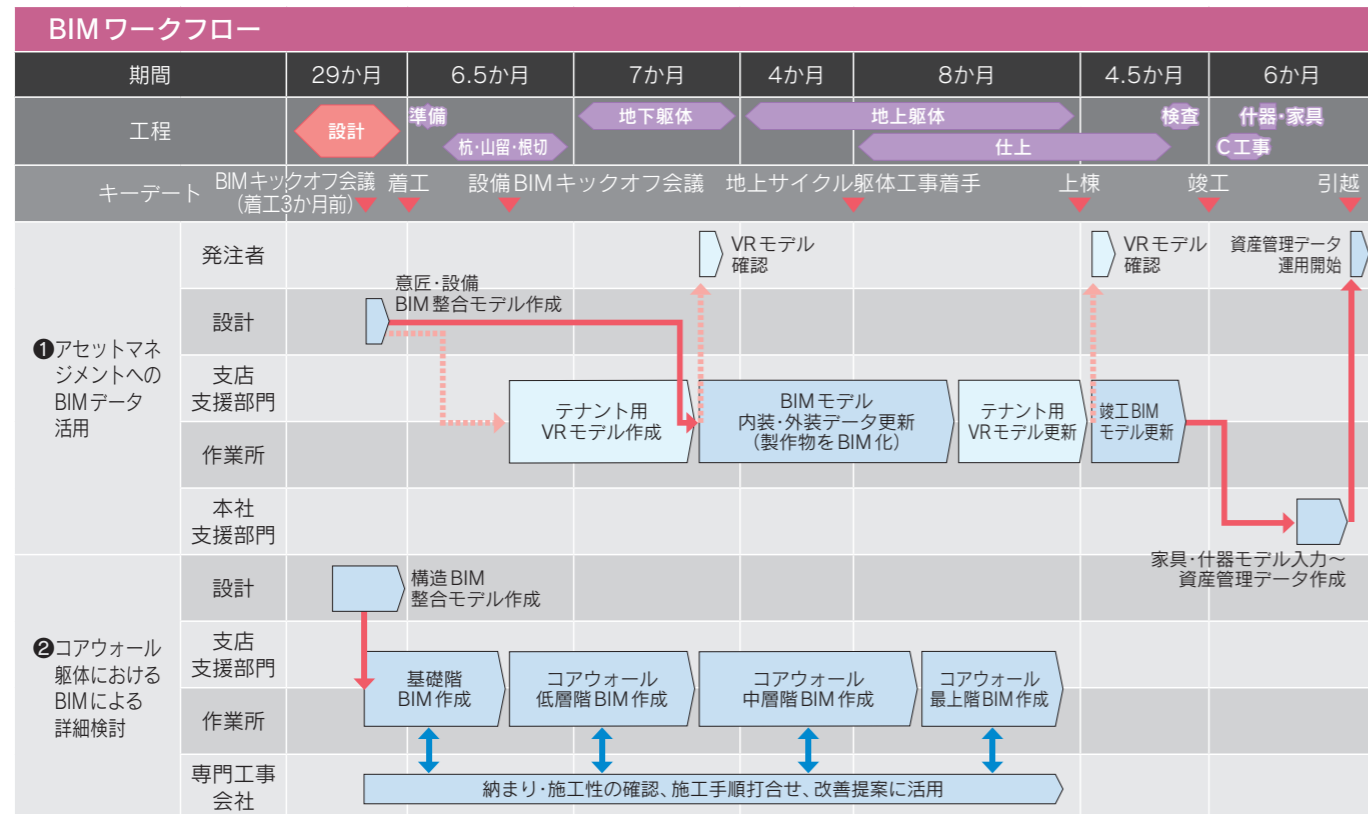 BIMワークフロー
期間
29か月
6.5か月
7か月
4か月
8か月
4.5か月
6か月
工程
設計
準備
杭・山留・根切
地下躯体
地上躯体
仕上
検査
什器・家具
C工事
キーデート
BIMキックオフ会議
(着工3か月前)
着工
設備BIMキックオフ会議
地上サイクル躯体工事着手
上棟
竣工
引越
❶アセットマネ
ジメントへの
BIMデータ
活用
発注者
VRモデル
確認
VRモデル
確認
資産管理データ
運用開始
設計
意匠・設備
BIM整合モデル作成
支店
支援部門
作業所
テナント用
VRモデル作成
BIMモデル
内装・外装データ更新
(製作物をBIM化)
テナント用
VRモデル更新
竣工BIM
モデル更新
本社
支援部門
家具・什器モデル入力～
資産管理データ作成
❷コアウォール
躯体における
BIMによる
詳細検討
設計
構造BIM
整合モデル作成
支店
支援部門
作業所
基礎階
BIM作成
コアウォール
低層階BIM作成
コアウォール
中層階BIM作成
コアウォール
最上階BIM作成
専門工事
会社
納まり・施工性の確認、施工手順打合せ、改善提案に活用